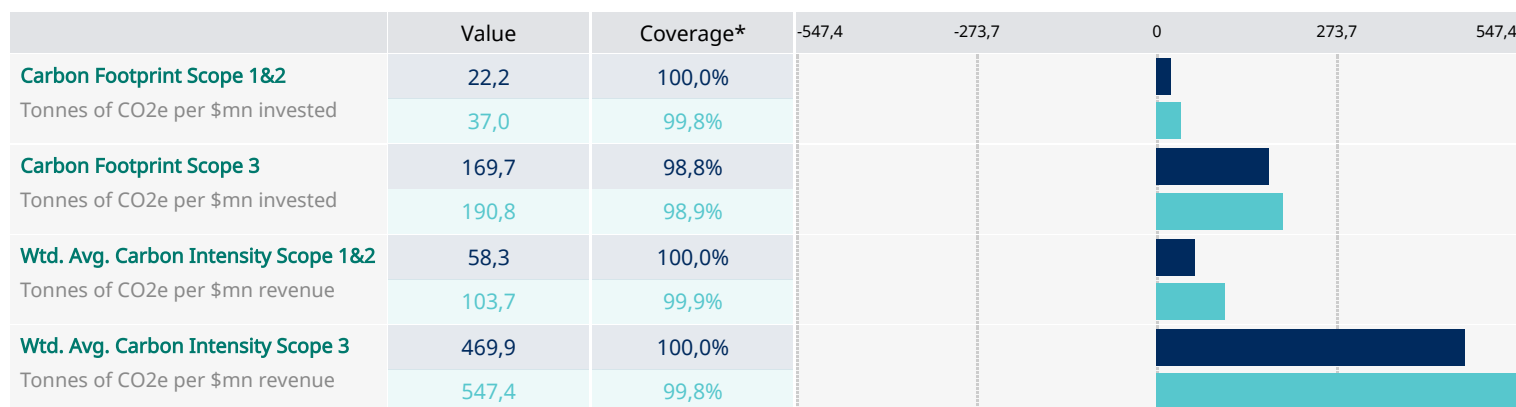 Value Coverage* -547,4 -273,7 0 273,7 547,4
Carbon Footprint Scope 1&2 22,2 100,0%
Tonnes of CO2e per $mn invested 37,0 99,8%
Carbon Footprint Scope 3 169,7 98,8%
Tonnes of CO2e per $mn invested 190,8 98,9%
Wtd. Avg. Carbon Intensity Scope 1&2 58,3 100,0%
Tonnes of CO2e per $mn revenue 103,7 99,9%
Wtd. Avg. Carbon Intensity Scope 3 469,9 100,0%
Tonnes of CO2e per $mn revenue 547,4 99,8%